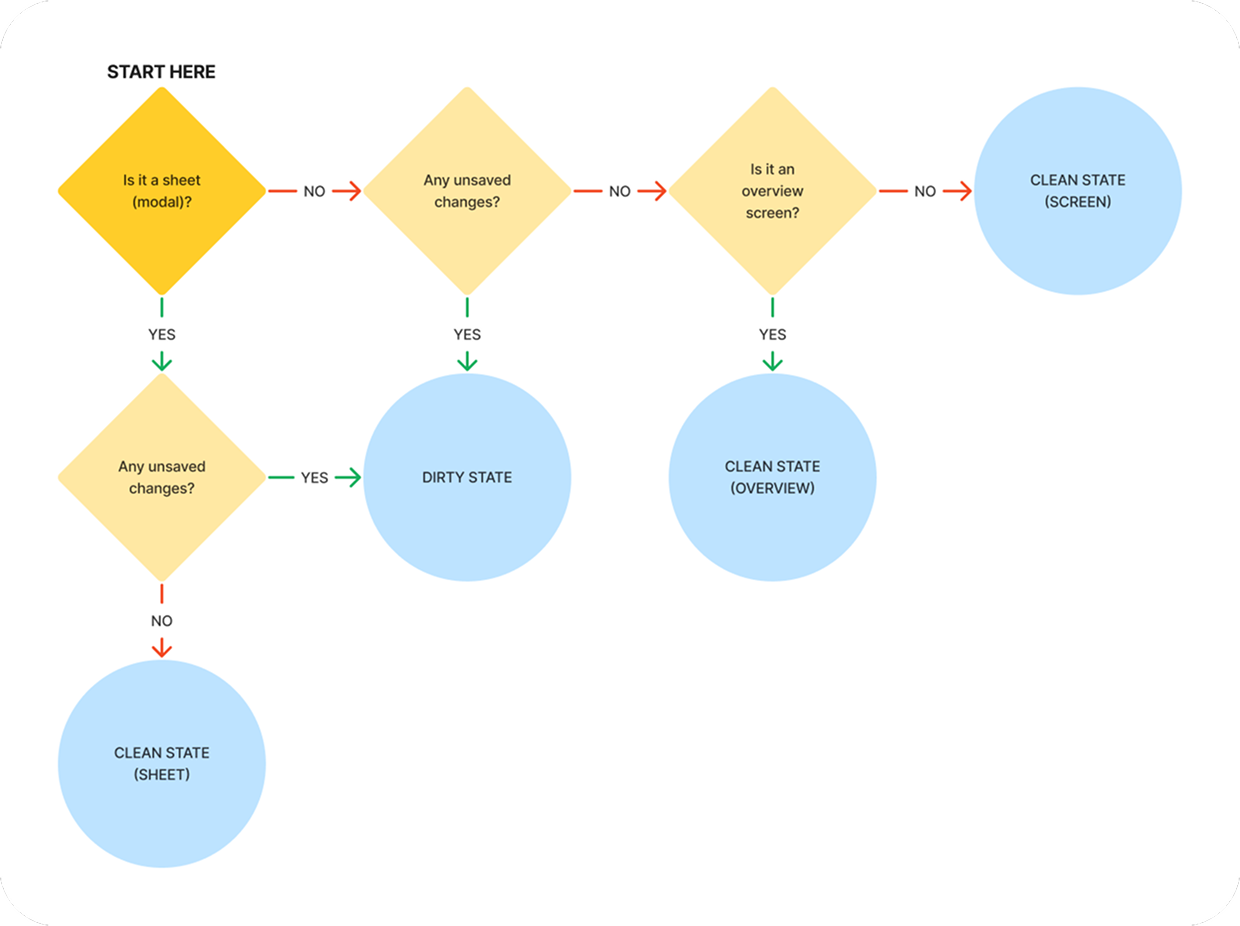 START HERE
Is it a sheet
(modal)?
NO
Any unsaved
changes?
NO
Is it an
overview
screen?
NO
CLEAN STATE
(SCREEN)
YES
YES
YES
Any unsaved
changes?
YES
DIRTY STATE
CLEAN STATE
(OVERVIEW)
NO
CLEAN STATE
(SHEET)